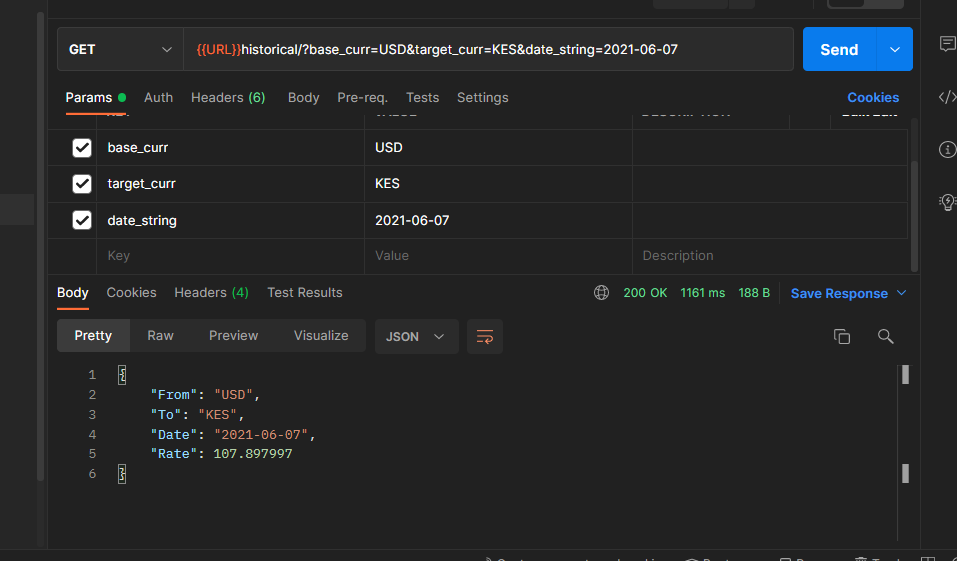 GET {{URL}}historical/?base_curr=USD&target_curr=KES&date_string=2021-06-07 Send
Params Auth Headers (6) Body Pre-req. Tests Settings Cookies
base_curr USD
target_curr KES
date_string 2021-06-07
Key Value Description
Body Cookies Headers (4) Test Results 200 OK 1161 ms 188 B Save Response
Pretty Raw Preview Visualize JSON
1 {
2 "From": "USD",
3 "To": "KES",
4 "Date": "2021-06-07",
5 "Rate": 107.897997
6 }